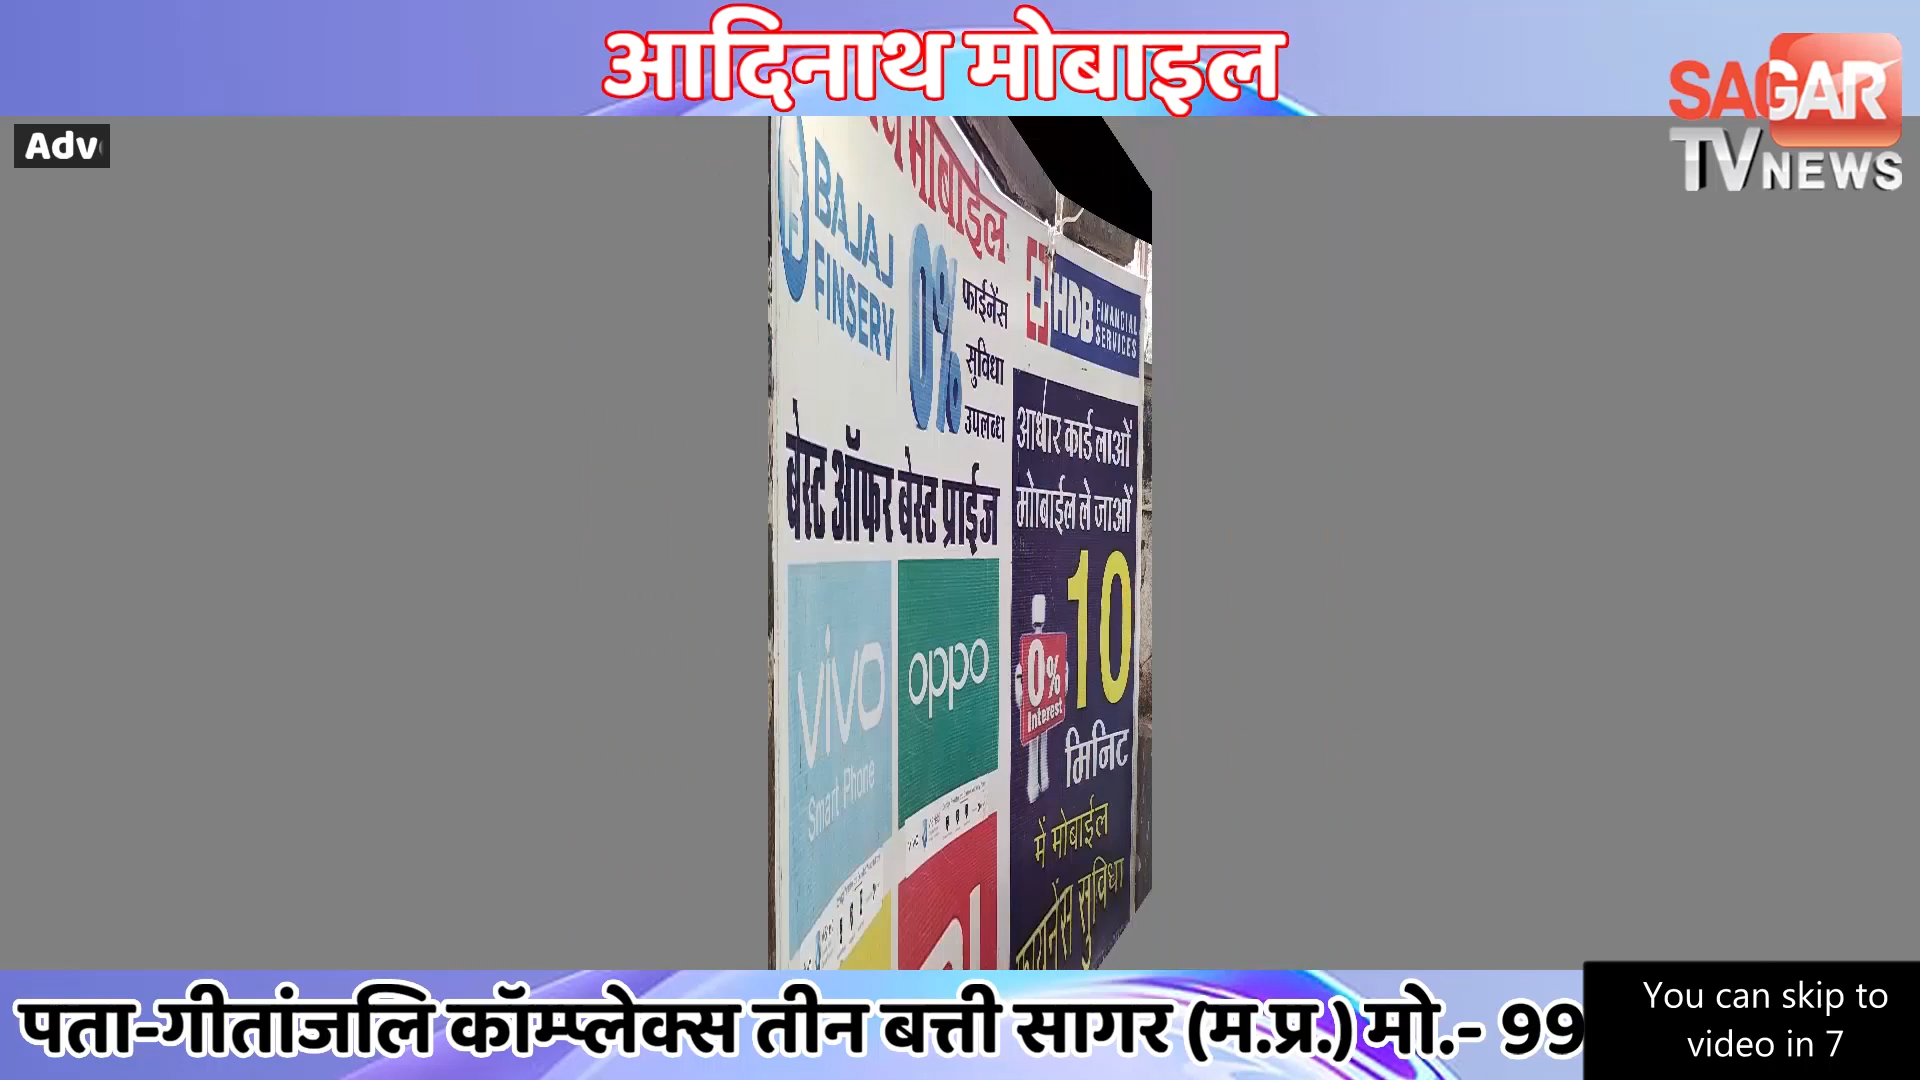 आदिनाथ मोबाइल
SAGAR
TV NEWS
Adv
मोबाईल
BAJAJ
FINSERV
0%
फाईनेंस
सुविधा
उपलब्ध
HDB FINANCIAL
SERVICES
बेस्ट ऑफर बेस्ट प्राईज
आधार कार्ड लाओं
मोबाईल ले जाओं
10
0%
Interest
मिनिट
में मोबाईल
फायनेंस सुविधा
vivo
Smart Phone
oppo
पता-गीतांजलि कॉम्प्लेक्स तीन बत्ती सागर (म.प्र.) मो.- 99
You can skip to
video in 7